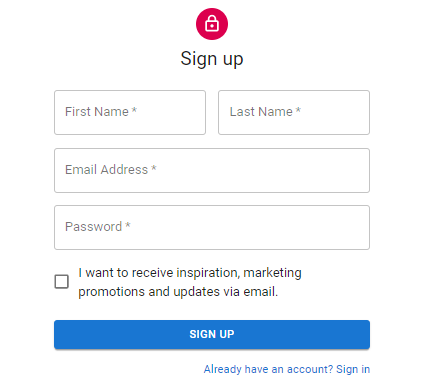 Sign up
First Name *
Last Name *
Email Address *
Password *
I want to receive inspiration, marketing
promotions and updates via email.
SIGN UP
Already have an account? Sign in